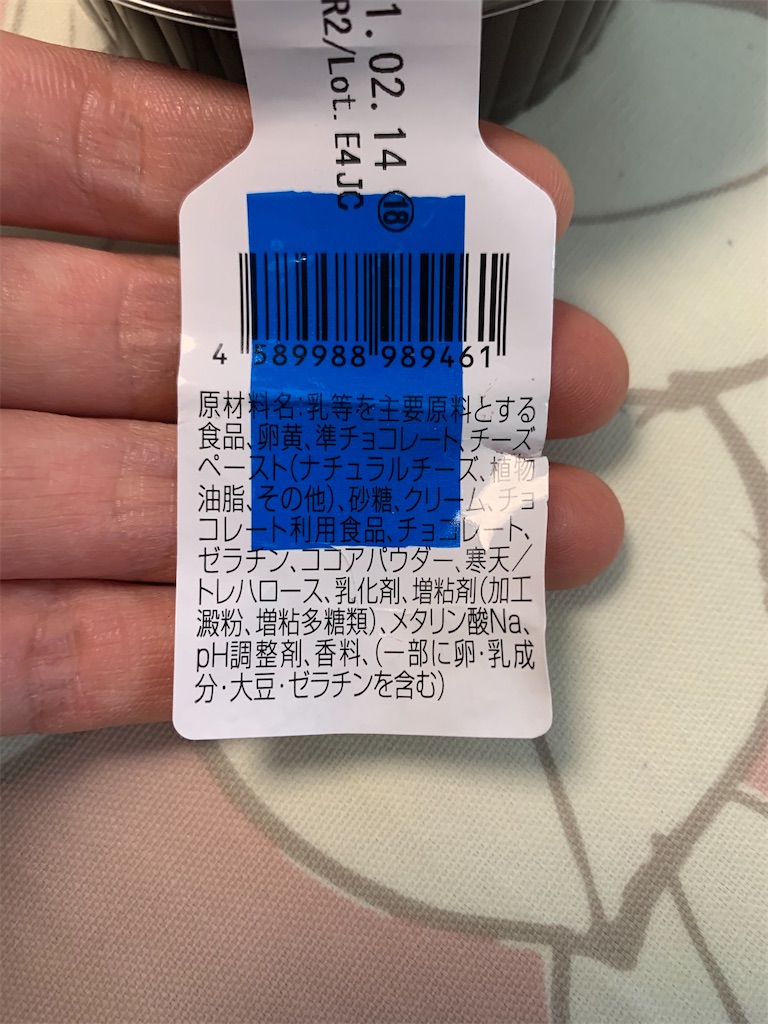 1.02.14 ⑱
R2/Lot. E4JC
4 589988 989461
原材料名:乳等を主要原料とする
食品、卵黄、準チョコレート、チーズ
ペースト(ナチュラルチーズ、植物
油脂、その他)、砂糖、クリーム、チョ
コレート利用食品、チョコレート、
ゼラチン、ココアパウダー、寒天/
トレハロース、乳化剤、増粘剤(加工
澱粉、増粘多糖類)、メタリン酸Na、
pH調整剤、香料、(一部に卵・乳成
分・大豆・ゼラチンを含む)